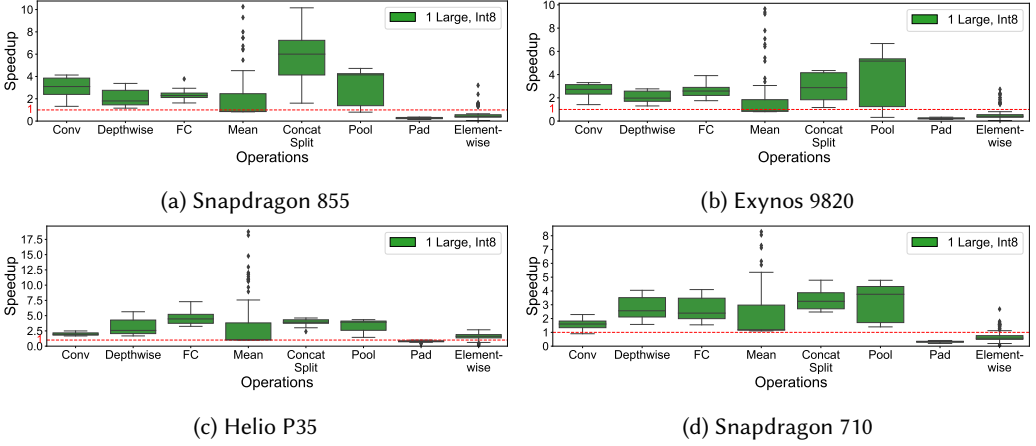 10
8
6
4
2
1
0
Speedup
1 Large, Int8
Conv Depthwise FC Mean Concat Split Pool Pad Element-wise
Operations
(a) Snapdragon 855
10
8
6
4
2
1
0
Speedup
1 Large, Int8
Conv Depthwise FC Mean Concat Split Pool Pad Element-wise
Operations
(b) Exynos 9820
17.5
15.0
12.5
10.0
7.5
5.0
2.5
1
0.0
Speedup
1 Large, Int8
Conv Depthwise FC Mean Concat Split Pool Pad Element-wise
Operations
(c) Helio P35
8
7
6
5
4
3
2
1
1
0
Speedup
1 Large, Int8
Conv Depthwise FC Mean Concat Split Pool Pad Element-wise
Operations
(d) Snapdragon 710